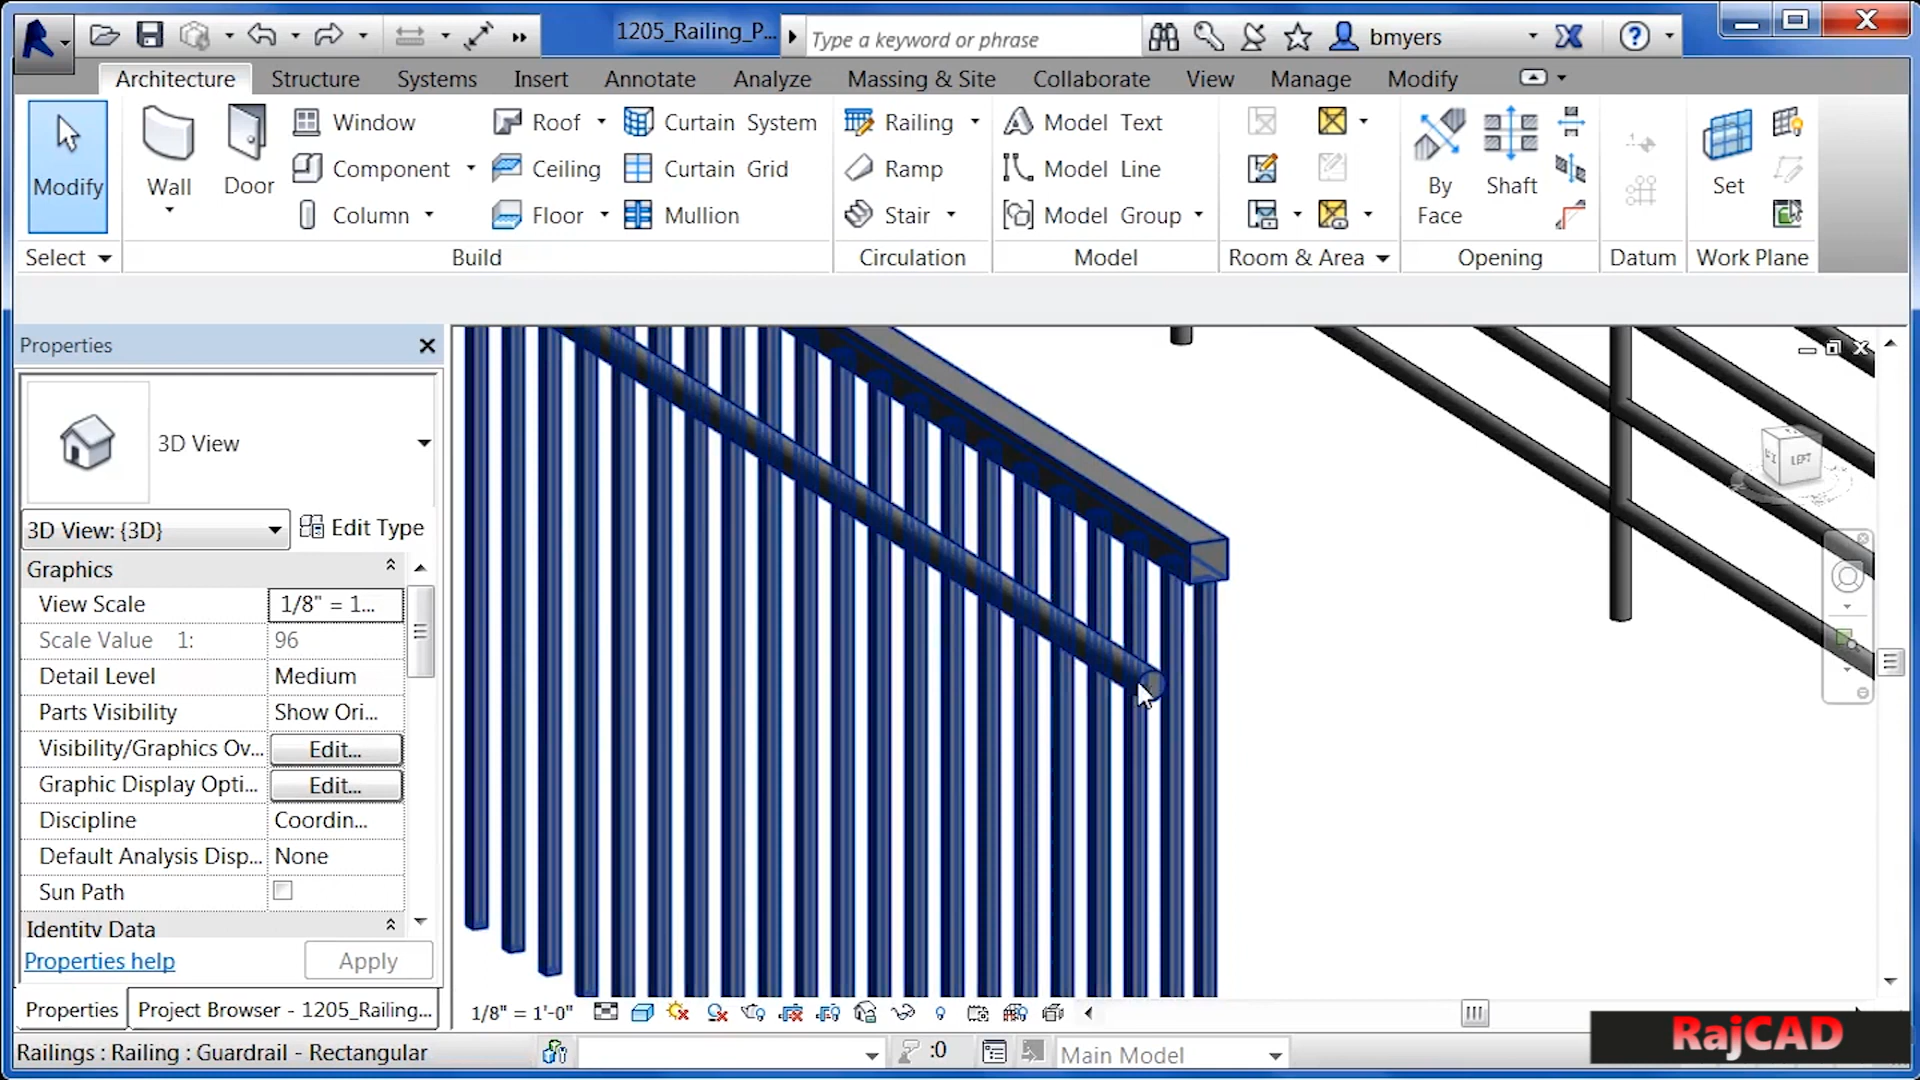 1205_Railing_P...
Type a keyword or phrase
bmyers
Architecture Structure Systems Insert Annotate Analyze Massing & Site Collaborate View Manage Modify
Modify
Wall
Door
Window
Component
Column
Roof
Ceiling
Floor
Curtain System
Curtain Grid
Mullion
Railing
Ramp
Stair
Model Text
Model Line
Model Group
By
Face
Shaft
Set
Select
Build
Circulation
Model
Room & Area
Opening
Datum
Work Plane
Properties
3D View
3D View: {3D}
Edit Type
Graphics
View Scale 1/8" = 1...
Scale Value 1: 96
Detail Level Medium
Parts Visibility Show Ori...
Visibility/Graphics Ov... Edit...
Graphic Display Opti... Edit...
Discipline Coordin...
Default Analysis Disp... None
Sun Path
Identity Data
Properties help
Apply
Properties
Project Browser - 1205_Railing...
LEFT
1/8" = 1'-0"
Railings : Railing : Guardrail - Rectangular
:0
Main Model
RajCAD